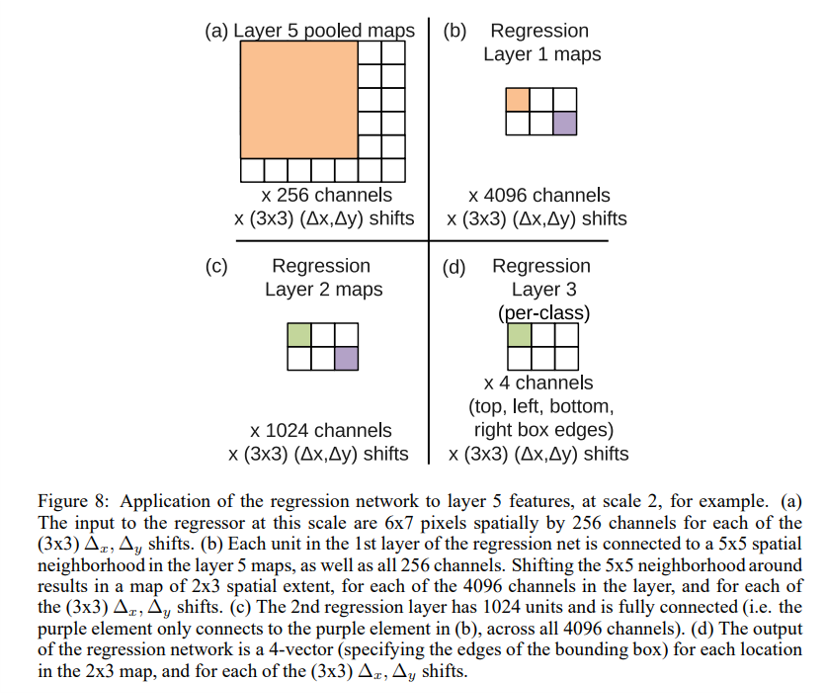 (a) Layer 5 pooled maps
x 256 channels
x (3x3) (Δx,Δy) shifts
(b) Regression
Layer 1 maps
x 4096 channels
x (3x3) (Δx,Δy) shifts
(c) Regression
Layer 2 maps
x 1024 channels
x (3x3) (Δx,Δy) shifts
(d) Regression
Layer 3
(per-class)
x 4 channels
(top, left, bottom,
right box edges)
x (3x3) (Δx,Δy) shifts
Figure 8: Application of the regression network to layer 5 features, at scale 2, for example. (a)
The input to the regressor at this scale are 6x7 pixels spatially by 256 channels for each of the
(3x3) Δx, Δy shifts. (b) Each unit in the 1st layer of the regression net is connected to a 5x5 spatial
neighborhood in the layer 5 maps, as well as all 256 channels. Shifting the 5x5 neighborhood around
results in a map of 2x3 spatial extent, for each of the 4096 channels in the layer, and for each of
the (3x3) Δx, Δy shifts. (c) The 2nd regression layer has 1024 units and is fully connected (i.e. the
purple element only connects to the purple element in (b), across all 4096 channels). (d) The output
of the regression network is a 4-vector (specifying the edges of the bounding box) for each location
in the 2x3 map, and for each of the (3x3) Δx, Δy shifts.